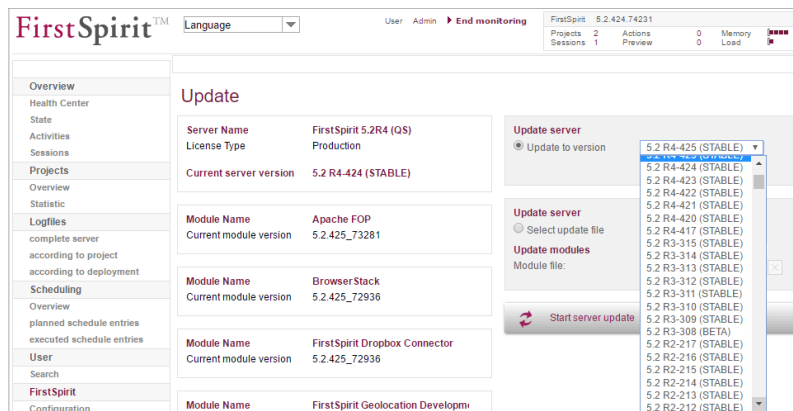 FirstSpirit™
Language
User Admin End monitoring
FirstSpirit 5.2.424.74231
Projects 2 Actions 0 Memory
Sessions 1 Preview 0 Load
Overview
Health Center
State
Activities
Sessions
Projects
Overview
Statistic
Logfiles
complete server
according to project
according to deployment
Scheduling
Overview
planned schedule entries
executed schedule entries
User
Search
FirstSpirit
Configuration
Update
Server Name FirstSpirit 5.2R4 (QS)
License Type Production
Current server version 5.2 R4-424 (STABLE)
Module Name Apache FOP
Current module version 5.2.425_73281
Module Name BrowserStack
Current module version 5.2.425_72936
Module Name FirstSpirit Dropbox Connector
Current module version 5.2.425_72936
Module Name FirstSpirit Geolocation Developm
Update server
Update to version 5.2 R4-425 (STABLE)
5.2 R4-425 (STABLE)
5.2 R4-424 (STABLE)
5.2 R4-423 (STABLE)
5.2 R4-422 (STABLE)
5.2 R4-421 (STABLE)
5.2 R4-420 (STABLE)
5.2 R4-417 (STABLE)
5.2 R3-315 (STABLE)
5.2 R3-314 (STABLE)
5.2 R3-313 (STABLE)
5.2 R3-312 (STABLE)
5.2 R3-311 (STABLE)
5.2 R3-310 (STABLE)
5.2 R3-309 (STABLE)
5.2 R3-308 (BETA)
5.2 R2-217 (STABLE)
5.2 R2-216 (STABLE)
5.2 R2-215 (STABLE)
5.2 R2-214 (STABLE)
5.2 R2-213 (STABLE)
5.2 R2-212 (STABLE)
Update server
Select update file
Update modules
Module file:
Start server update